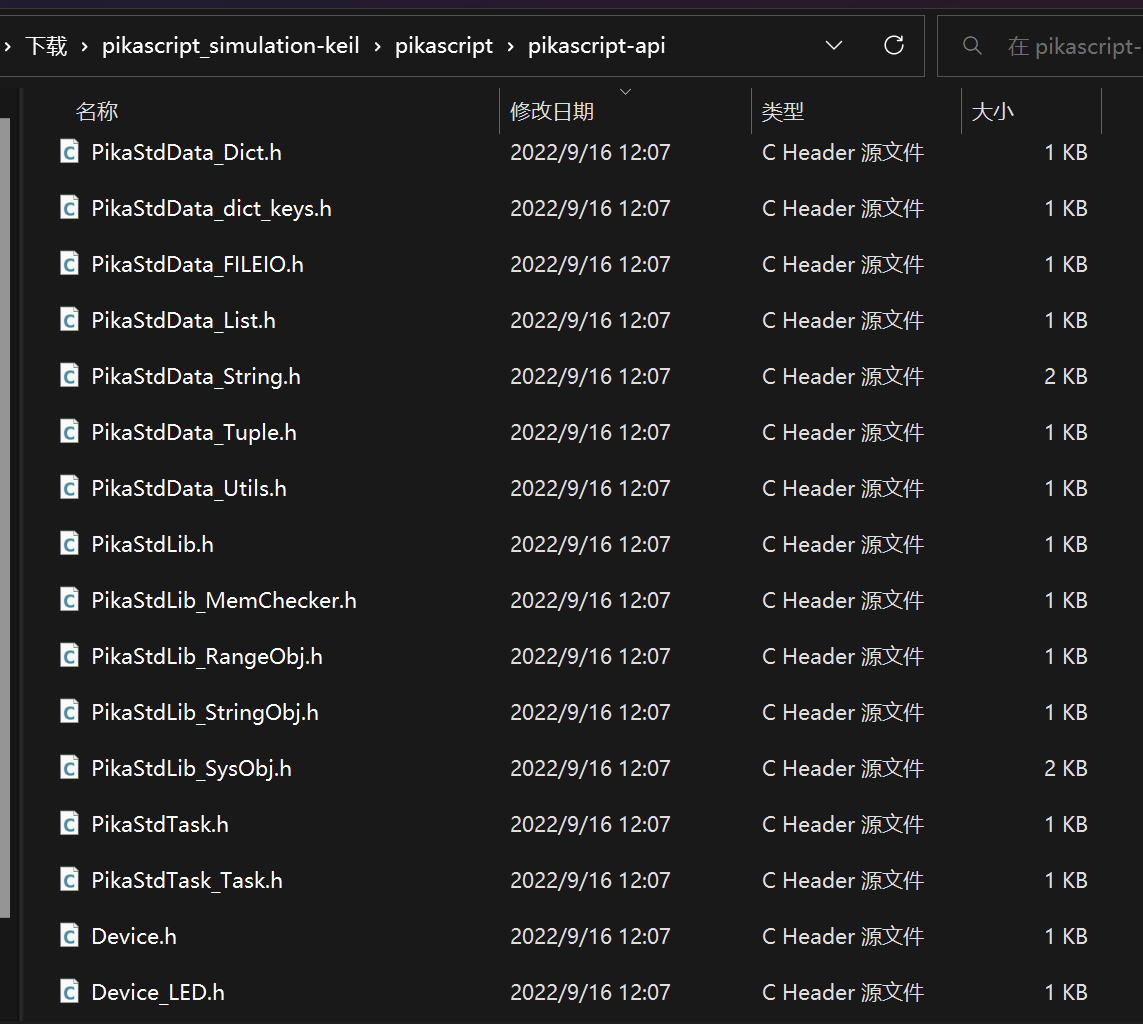 下载 › pikascript_simulation-keil › pikascript › pikascript-api
在 pikascript-
名称 修改日期 类型 大小
PikaStdData_Dict.h 2022/9/16 12:07 C Header 源文件 1 KB
PikaStdData_dict_keys.h 2022/9/16 12:07 C Header 源文件 1 KB
PikaStdData_FILEIO.h 2022/9/16 12:07 C Header 源文件 1 KB
PikaStdData_List.h 2022/9/16 12:07 C Header 源文件 1 KB
PikaStdData_String.h 2022/9/16 12:07 C Header 源文件 2 KB
PikaStdData_Tuple.h 2022/9/16 12:07 C Header 源文件 1 KB
PikaStdData_Utils.h 2022/9/16 12:07 C Header 源文件 1 KB
PikaStdLib.h 2022/9/16 12:07 C Header 源文件 1 KB
PikaStdLib_MemChecker.h 2022/9/16 12:07 C Header 源文件 1 KB
PikaStdLib_RangeObj.h 2022/9/16 12:07 C Header 源文件 1 KB
PikaStdLib_StringObj.h 2022/9/16 12:07 C Header 源文件 1 KB
PikaStdLib_SysObj.h 2022/9/16 12:07 C Header 源文件 2 KB
PikaStdTask.h 2022/9/16 12:07 C Header 源文件 1 KB
PikaStdTask_Task.h 2022/9/16 12:07 C Header 源文件 1 KB
Device.h 2022/9/16 12:07 C Header 源文件 1 KB
Device_LED.h 2022/9/16 12:07 C Header 源文件 1 KB